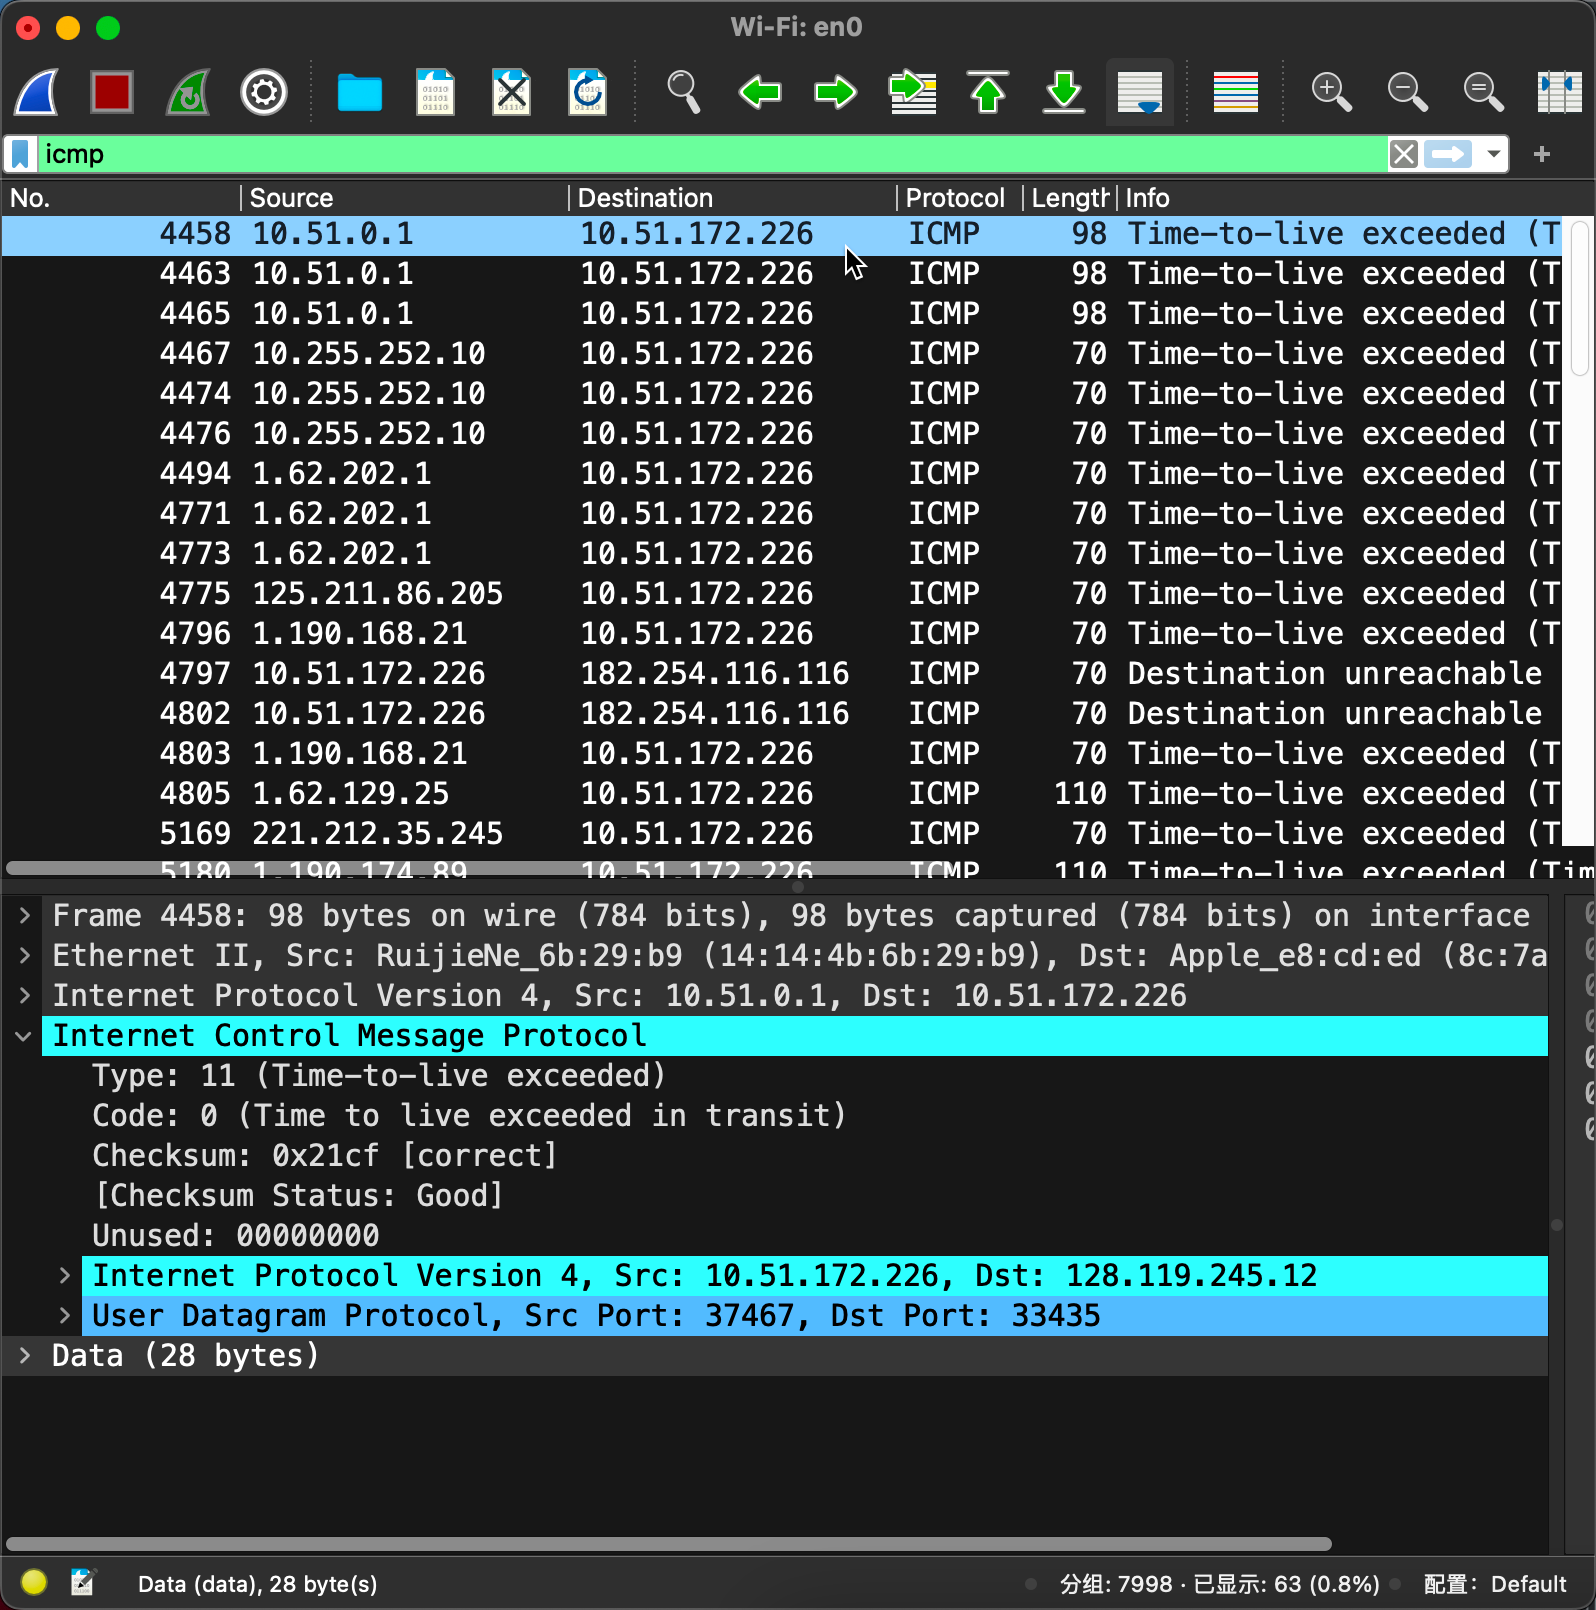 Wi-Fi: en0
icmp
No. Source Destination Protocol Length Info
4458 10.51.0.1 10.51.172.226 ICMP 98 Time-to-live exceeded (T
4463 10.51.0.1 10.51.172.226 ICMP 98 Time-to-live exceeded (T
4465 10.51.0.1 10.51.172.226 ICMP 98 Time-to-live exceeded (T
4467 10.255.252.10 10.51.172.226 ICMP 70 Time-to-live exceeded (T
4474 10.255.252.10 10.51.172.226 ICMP 70 Time-to-live exceeded (T
4476 10.255.252.10 10.51.172.226 ICMP 70 Time-to-live exceeded (T
4494 1.62.202.1 10.51.172.226 ICMP 70 Time-to-live exceeded (T
4771 1.62.202.1 10.51.172.226 ICMP 70 Time-to-live exceeded (T
4773 1.62.202.1 10.51.172.226 ICMP 70 Time-to-live exceeded (T
4775 125.211.86.205 10.51.172.226 ICMP 70 Time-to-live exceeded (T
4796 1.190.168.21 10.51.172.226 ICMP 70 Time-to-live exceeded (T
4797 10.51.172.226 182.254.116.116 ICMP 70 Destination unreachable
4802 10.51.172.226 182.254.116.116 ICMP 70 Destination unreachable
4803 1.190.168.21 10.51.172.226 ICMP 70 Time-to-live exceeded (T
4805 1.62.129.25 10.51.172.226 ICMP 110 Time-to-live exceeded (T
5169 221.212.35.245 10.51.172.226 ICMP 70 Time-to-live exceeded (T
5180 1.190.174.89 10.51.172.226 ICMP 110 Time-to-live exceeded (Tim
Frame 4458: 98 bytes on wire (784 bits), 98 bytes captured (784 bits) on interface
Ethernet II, Src: RuijieNe_6b:29:b9 (14:14:4b:6b:29:b9), Dst: Apple_e8:cd:ed (8c:7a
Internet Protocol Version 4, Src: 10.51.0.1, Dst: 10.51.172.226
Internet Control Message Protocol
Type: 11 (Time-to-live exceeded)
Code: 0 (Time to live exceeded in transit)
Checksum: 0x21cf [correct]
[Checksum Status: Good]
Unused: 00000000
Internet Protocol Version 4, Src: 10.51.172.226, Dst: 128.119.245.12
User Datagram Protocol, Src Port: 37467, Dst Port: 33435
Data (28 bytes)
Data (data), 28 byte(s) 分组: 7998 · 已显示: 63 (0.8%) 配置: Default